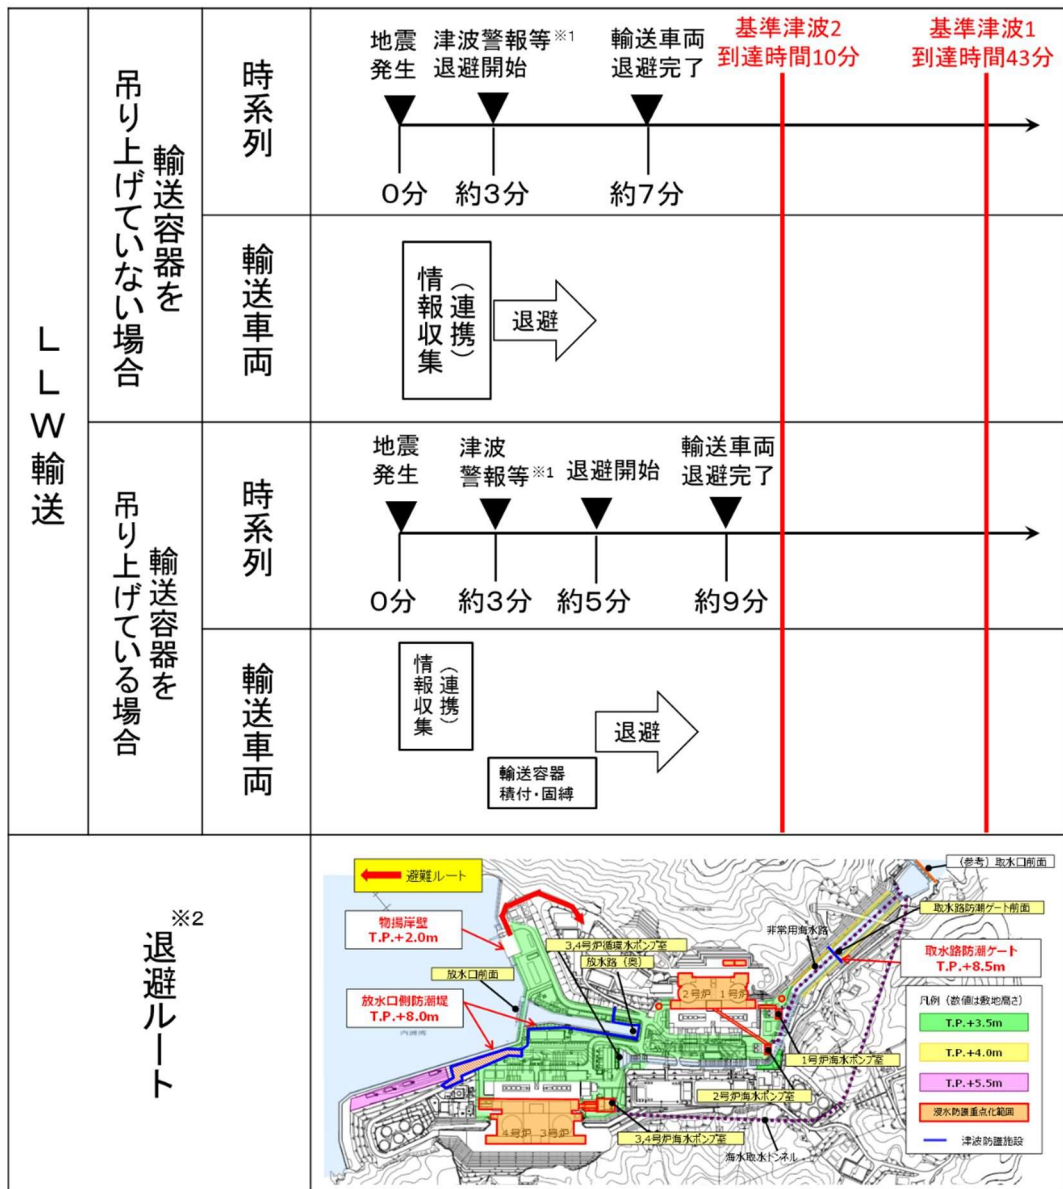 LLW輸送
輸送容器を
吊り上げていない場合
時系列
地震
発生
津波警報等※1
退避開始
輸送車両
退避完了
基準津波2
到達時間10分
基準津波1
到達時間43分
0分
約3分
約7分
輸送車両
情報収集
(連携)
退避
輸送容器を
吊り上げている場合
時系列
地震
発生
津波
警報等※1
退避開始
輸送車両
退避完了
0分
約3分
約5分
約9分
輸送車両
情報収集
(連携)
輸送容器
積付・固縛
退避
退避ルート※2
避難ルート
物揚岸壁
T.P.+2.0m
放水口前面
放水口側防潮堤
T.P.+8.0m
3,4号炉循環水ポンプ室
放水路(奥)
2号炉
1号炉
非常用海水路
(参考)取水口前面
取水路防潮ゲート前面
取水路防潮ゲート
T.P.+8.5m
凡例(数値は敷地高さ)
T.P.+3.5m
T.P.+4.0m
T.P.+5.5m
浸水防護重点化範囲
津波防護施設
1号炉海水ポンプ室
2号炉海水ポンプ室
4号炉
3号炉
3,4号炉海水ポンプ室
海水取水トンネル